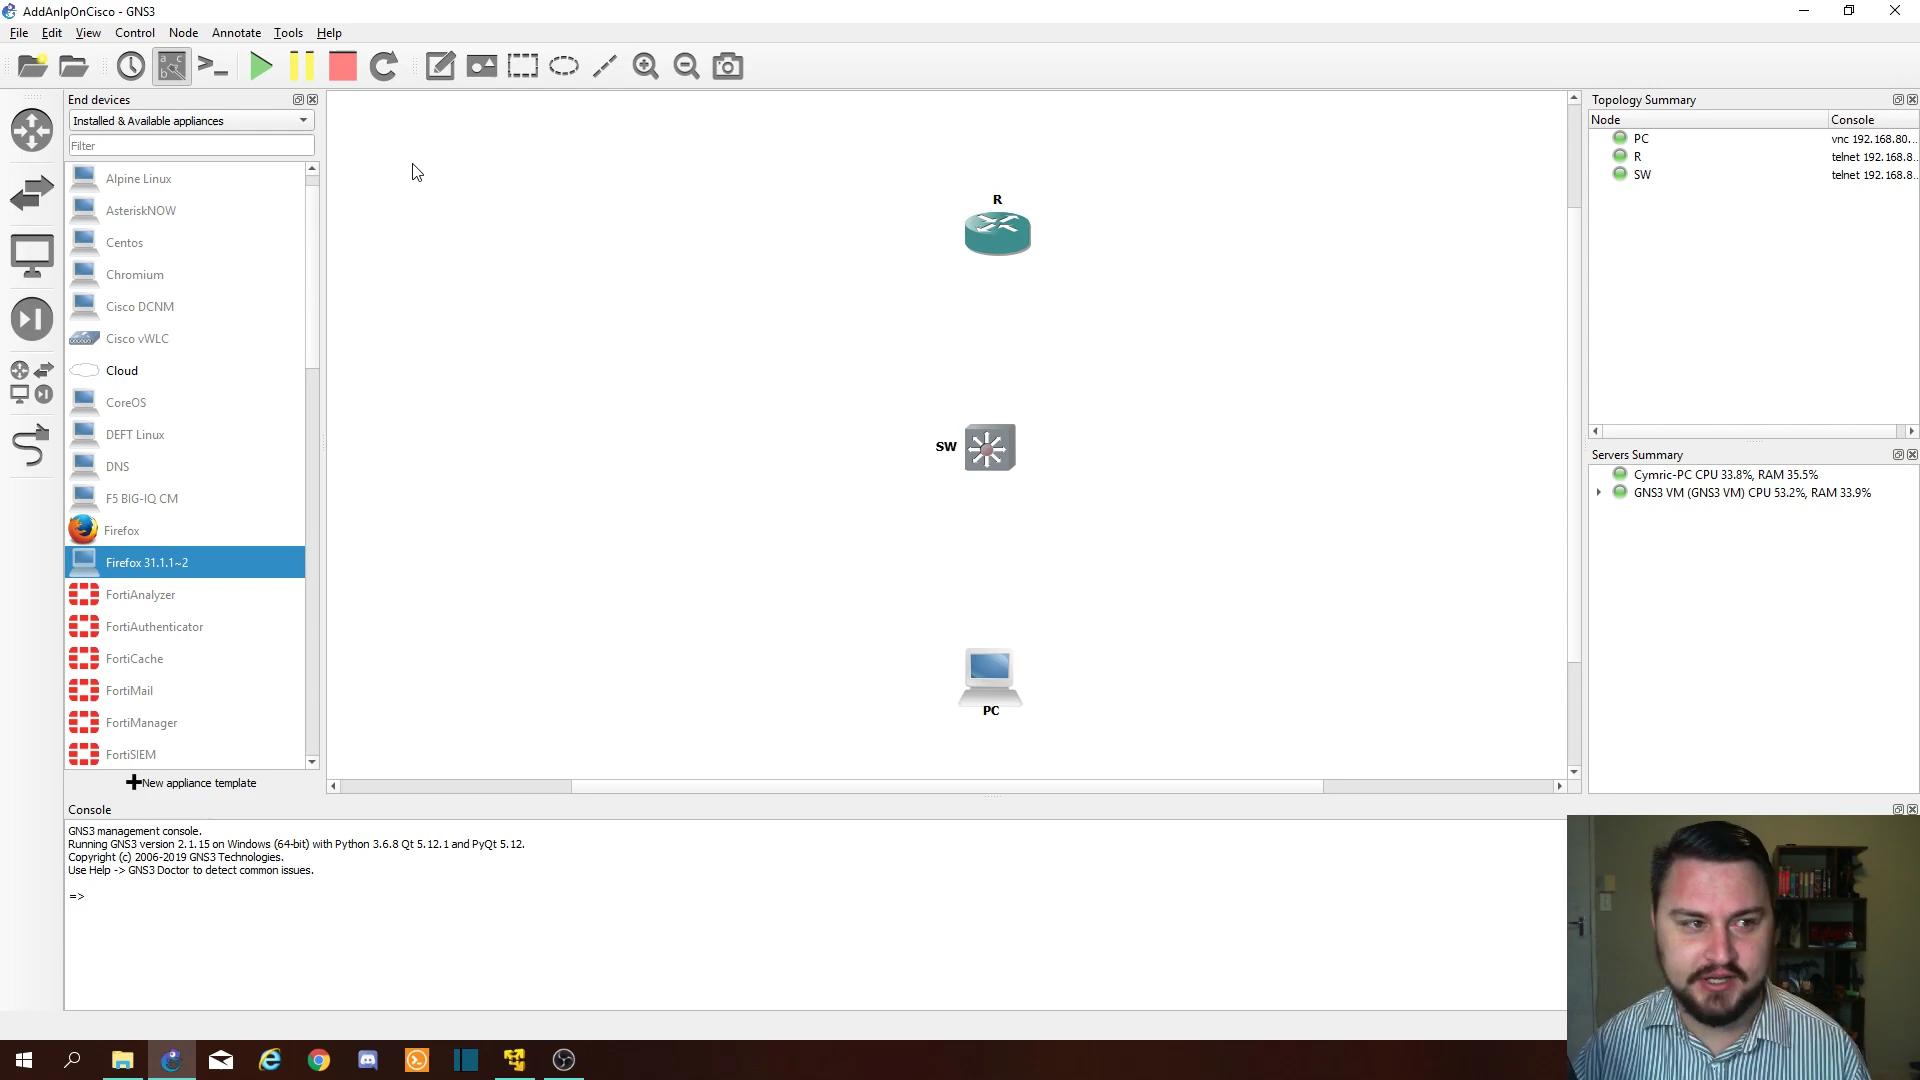 AddAnIpOnCisco - GNS3
File Edit View Control Node Annotate Tools Help
End devices
Installed & Available appliances
Filter
Alpine Linux
AsteriskNOW
Centos
Chromium
Cisco DCNM
Cisco vWLC
Cloud
CoreOS
DEFT Linux
DNS
F5 BIG-IQ CM
Firefox
Firefox 31.1.1~2
FortiAnalyzer
FortiAuthenticator
FortiCache
FortiMail
FortiManager
FortiSIEM
New appliance template
R
SW
PC
Topology Summary
Node Console
PC vnc 192.168.80...
R telnet 192.168.8...
SW telnet 192.168.8...
Servers Summary
Cymric-PC CPU 33.8%, RAM 35.5%
GNS3 VM (GNS3 VM) CPU 53.2%, RAM 33.9%
Console
GNS3 management console.
Running GNS3 version 2.1.15 on Windows (64-bit) with Python 3.6.8 Qt 5.12.1 and PyQt 5.12.
Copyright (c) 2006-2019 GNS3 Technologies.
Use Help -> GNS3 Doctor to detect common issues.
=>